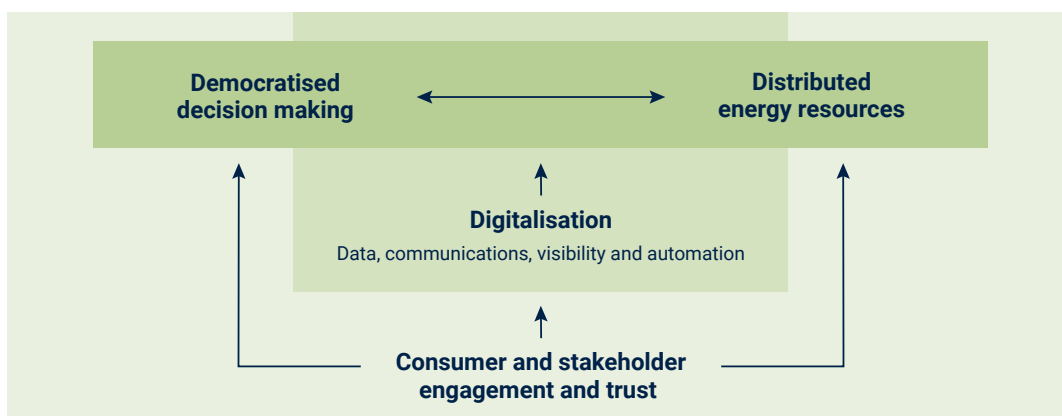 Democratised
decision making
Distributed
energy resources
Digitalisation
Data, communications, visibility and automation
Consumer and stakeholder
engagement and trust